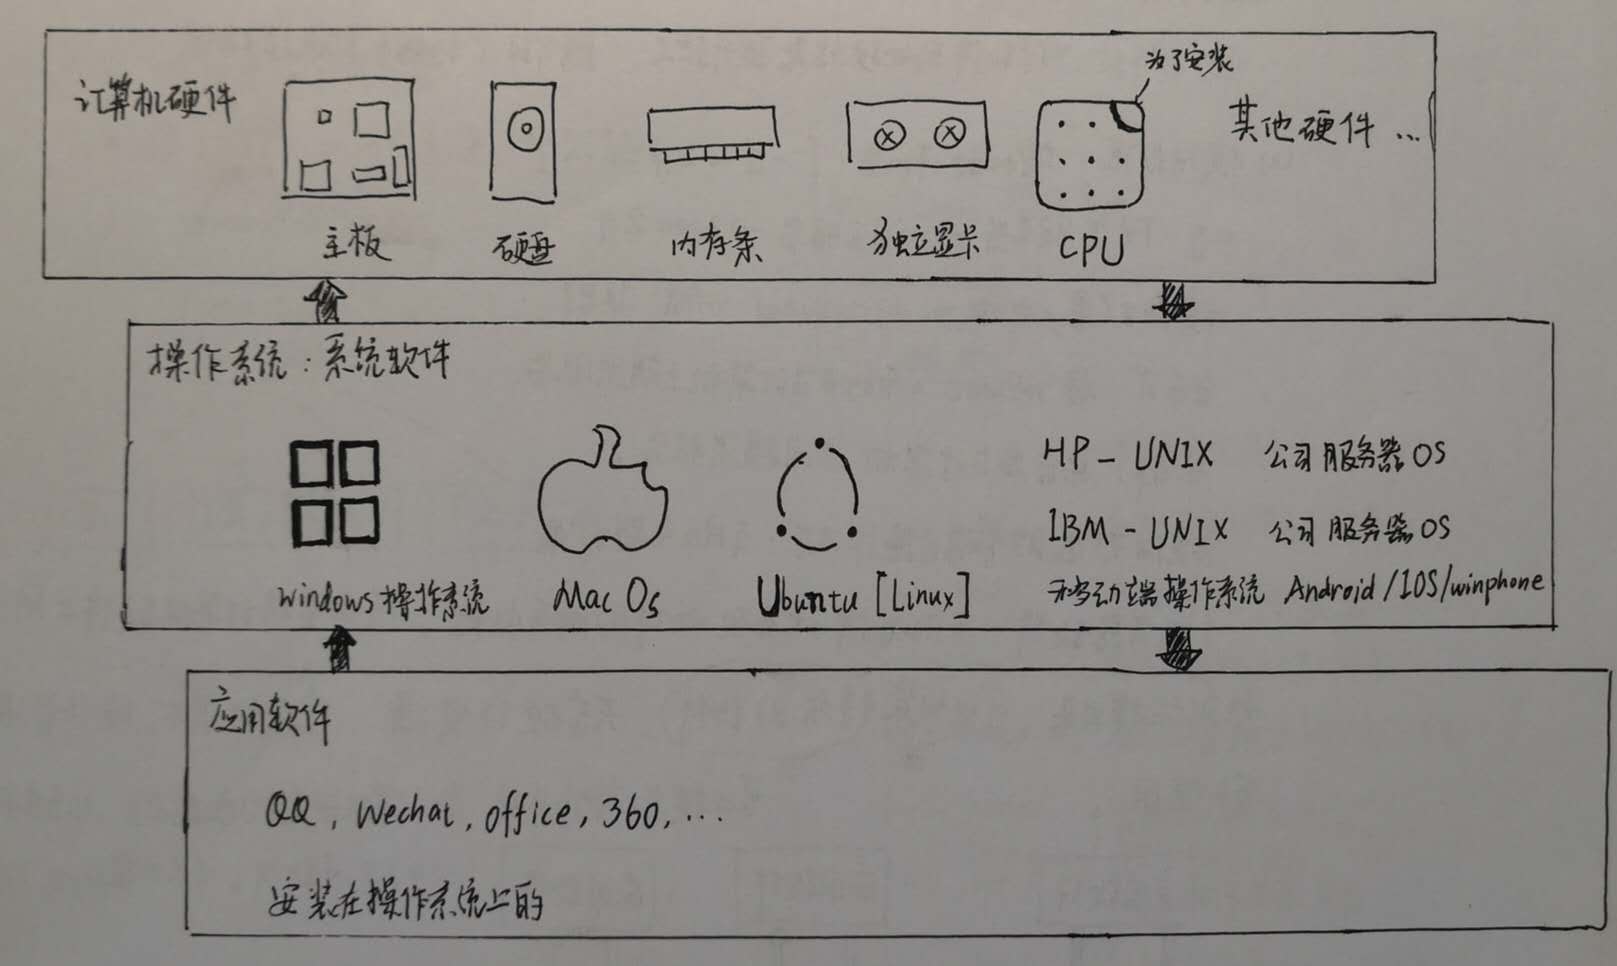 计算机硬件
为了安装
其他硬件 ...
主板 硬盘 内存条 独立显卡 CPU
操作系统：系统软件
HP - UNIX 公司服务器 OS
IBM - UNIX 公司服务器 OS
windows 操作系统 Mac Os Ubuntu [Linux] 移动端操作系统 Android/IOS/winphone
应用软件
QQ, Wechat, office, 360, ...
安装在操作系统上的